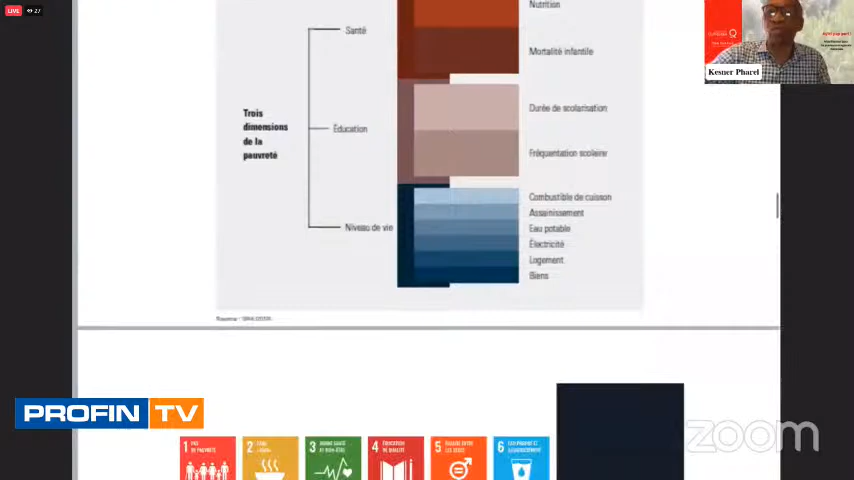 LIVE 27
Nutrition
Santé
Mortalité infantile
Kesner Pharel
Trois
dimensions
de la
pauvreté
Durée de scolarisation
Éducation
Fréquentation scolaire
Niveau de vie
Combustible de cuisson
Assainissement
Eau potable
Électricité
Logement
Biens
PROFIN TV
zoom
1 PAS DE PAUVRETÉ
2 FAIM «ZÉRO»
3 BONNE SANTÉ ET BIEN-ÊTRE
4 ÉDUCATION DE QUALITÉ
5 ÉGALITÉ ENTRE LES SEXES
6 EAU PROPRE ET ASSAINISSEMENT